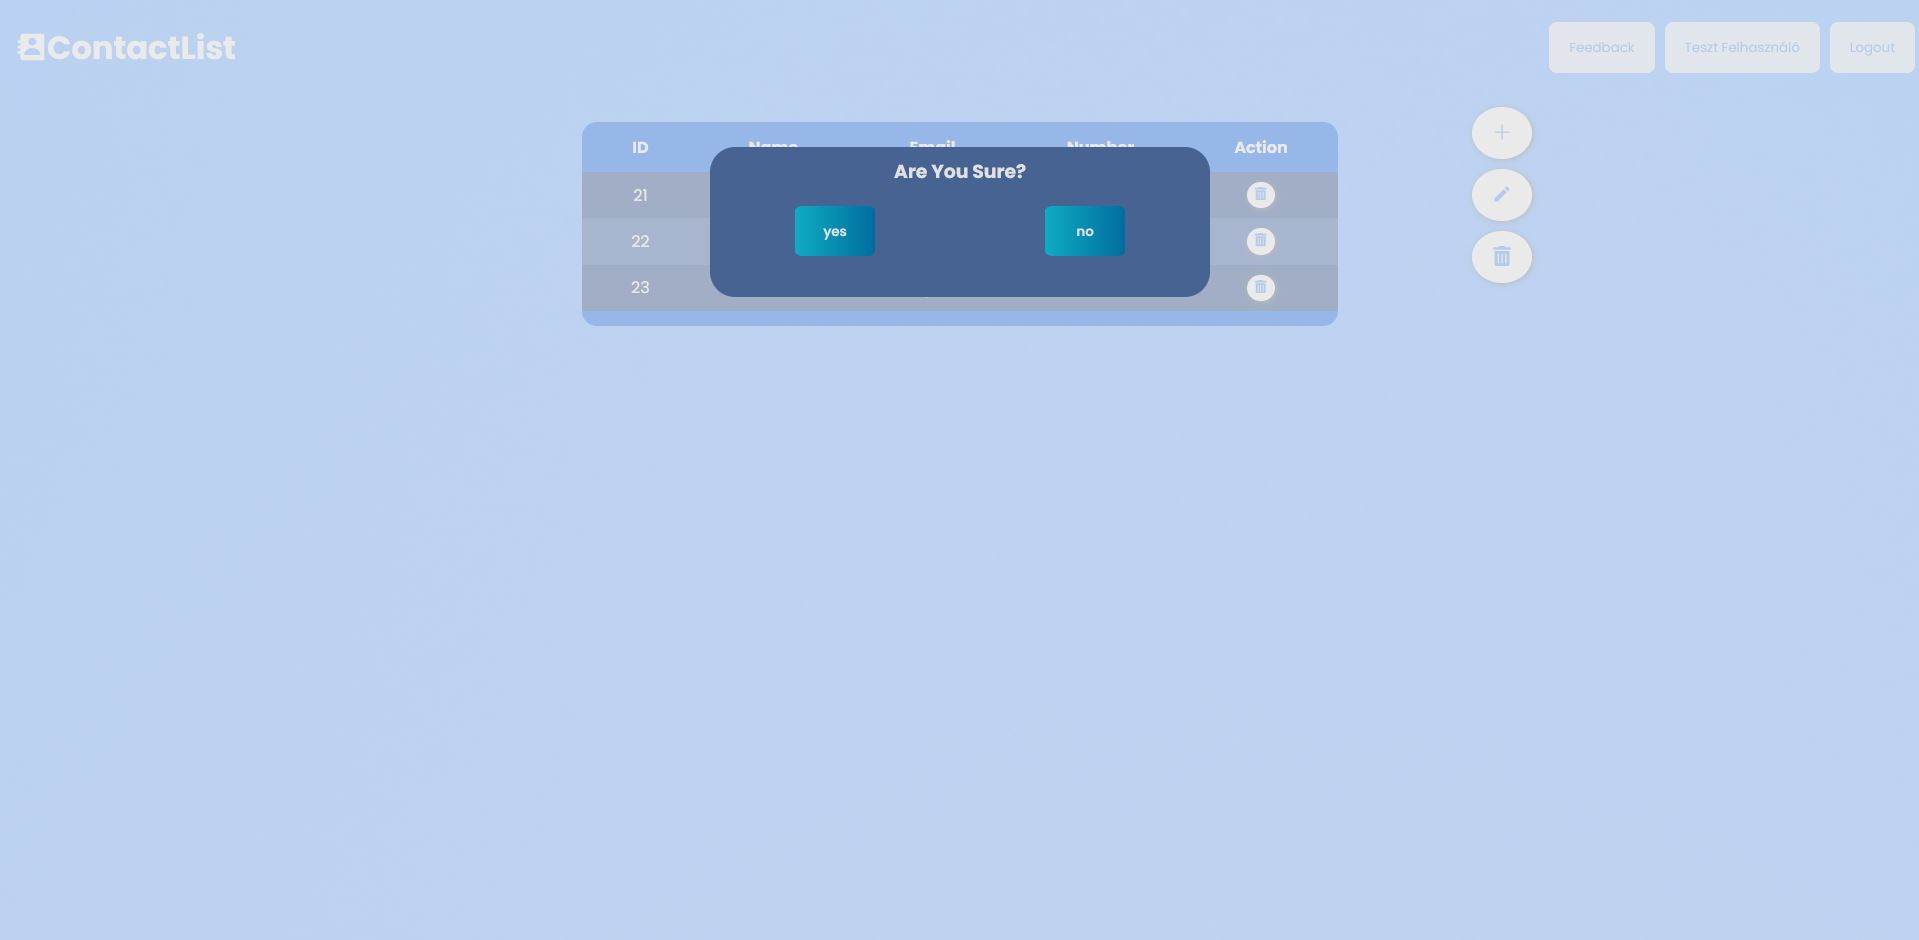 ContactList
Feedback Teszt Felhasználó Logout
ID Name Email Number Action
Are You Sure?
21
yes no
22
23